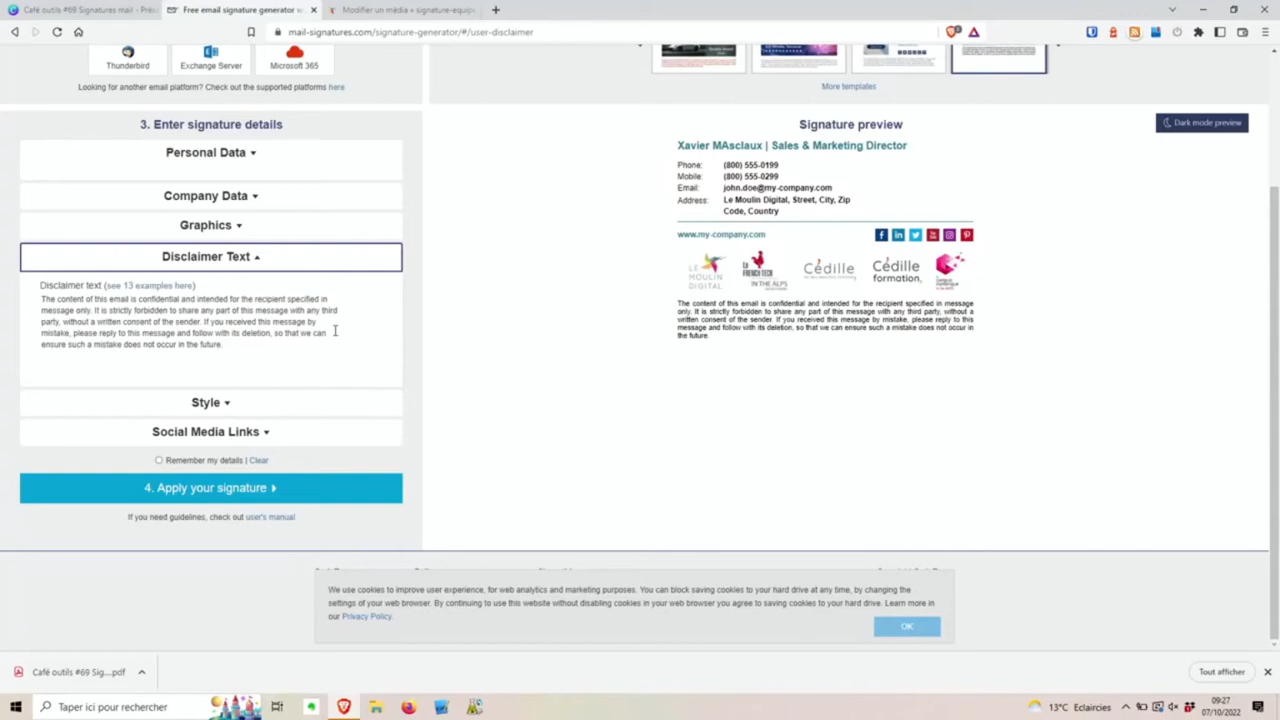 Café outils #69 Signatures mail - Prés
Free email signature generator w
Modifier un média « signature-equip
mail-signatures.com/signature-generator/#/user-disclaimer
Thunderbird
Exchange Server
Microsoft 365
Looking for another email platform? Check out the supported platforms here
More templates
3. Enter signature details
Personal Data
Company Data
Graphics
Disclaimer Text
Disclaimer text (see 13 examples here)
The content of this email is confidential and intended for the recipient specified in
message only. It is strictly forbidden to share any part of this message with any third
party, without a written consent of the sender. If you received this message by
mistake, please reply to this message and follow with its deletion, so that we can
ensure such a mistake does not occur in the future.
Style
Social Media Links
Remember my details | Clear
4. Apply your signature
If you need guidelines, check out user's manual
Signature preview
Dark mode preview
Xavier MAsclaux | Sales & Marketing Director
Phone: (800) 555-0199
Mobile: (800) 555-0299
Email: john.doe@my-company.com
Address: Le Moulin Digital, Street, City, Zip
Code, Country
www.my-company.com
LE MOULIN DIGITAL
La FRENCH TECH IN THE ALPS
Cédille
Cédille formation,
The content of this email is confidential and intended for the recipient specified in message
only. It is strictly forbidden to share any part of this message with any third party, without a
written consent of the sender. If you received this message by mistake, please reply to this
message and follow with its deletion, so that we can ensure such a mistake does not occur in
the future.
We use cookies to improve user experience, for web analytics and marketing purposes. You can block saving cookies to your hard drive at any time, by changing the
settings of your web browser. By continuing to use this website without disabling cookies in your web browser you agree to saving cookies to your hard drive. Learn more in
our Privacy Policy.
OK
Café outils #69 Sig....pdf
Tout afficher
Taper ici pour rechercher
13°C Eclaircies
09:27
07/10/2022